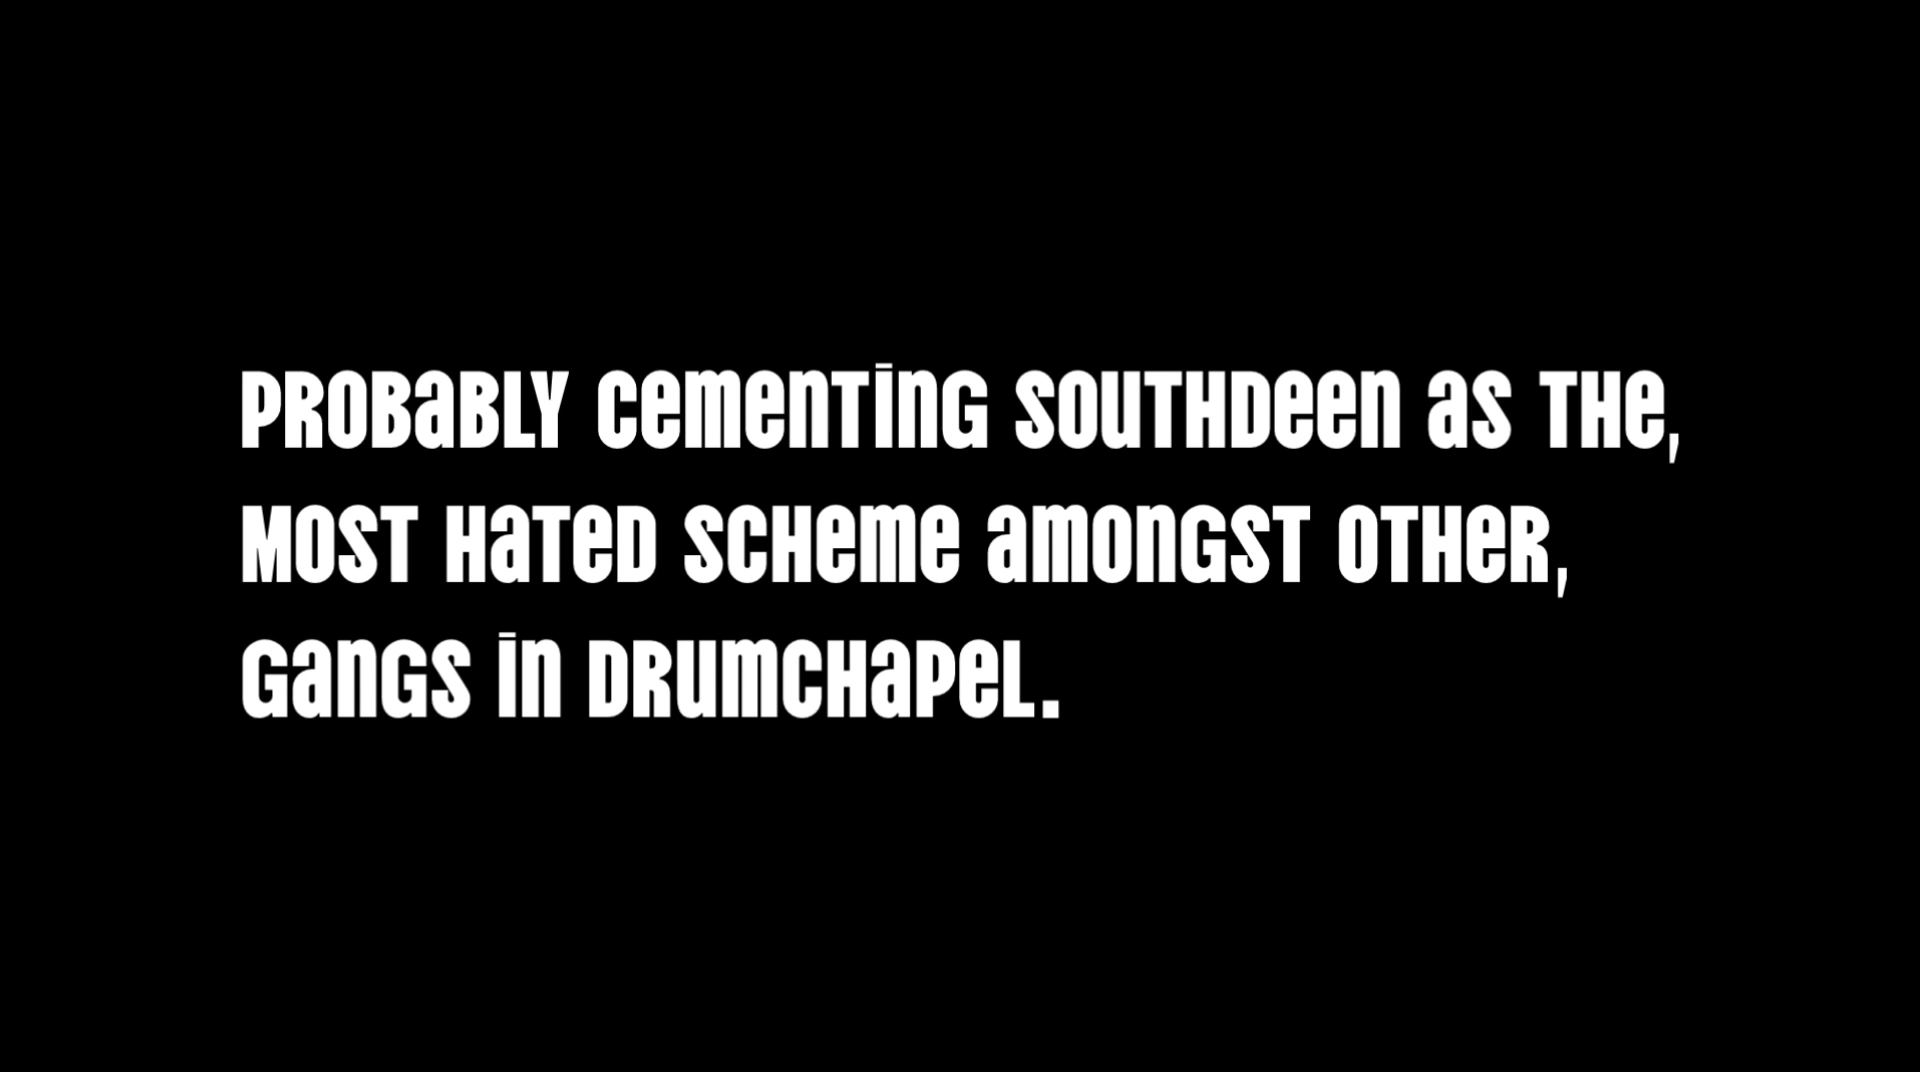 PROBABLY CEMENTING SOUTHDEEN AS THE,
MOST HATED SCHEME AMONGST OTHER,
GANGS IN DRUMCHAPEL.